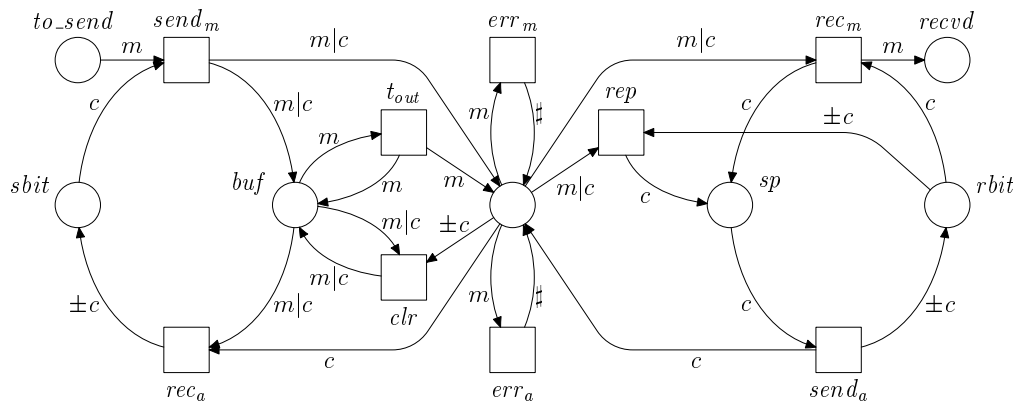 to_send send_m err_m rec_m recvd
m m|c m|c m
t_out rep
c m|c m m ♯ c ±c c
m m m|c c
sbit buf sp rbit
m|c ±c
m|c
±c m|c clr m ♯ c ±c
c c
rec_a err_a send_a